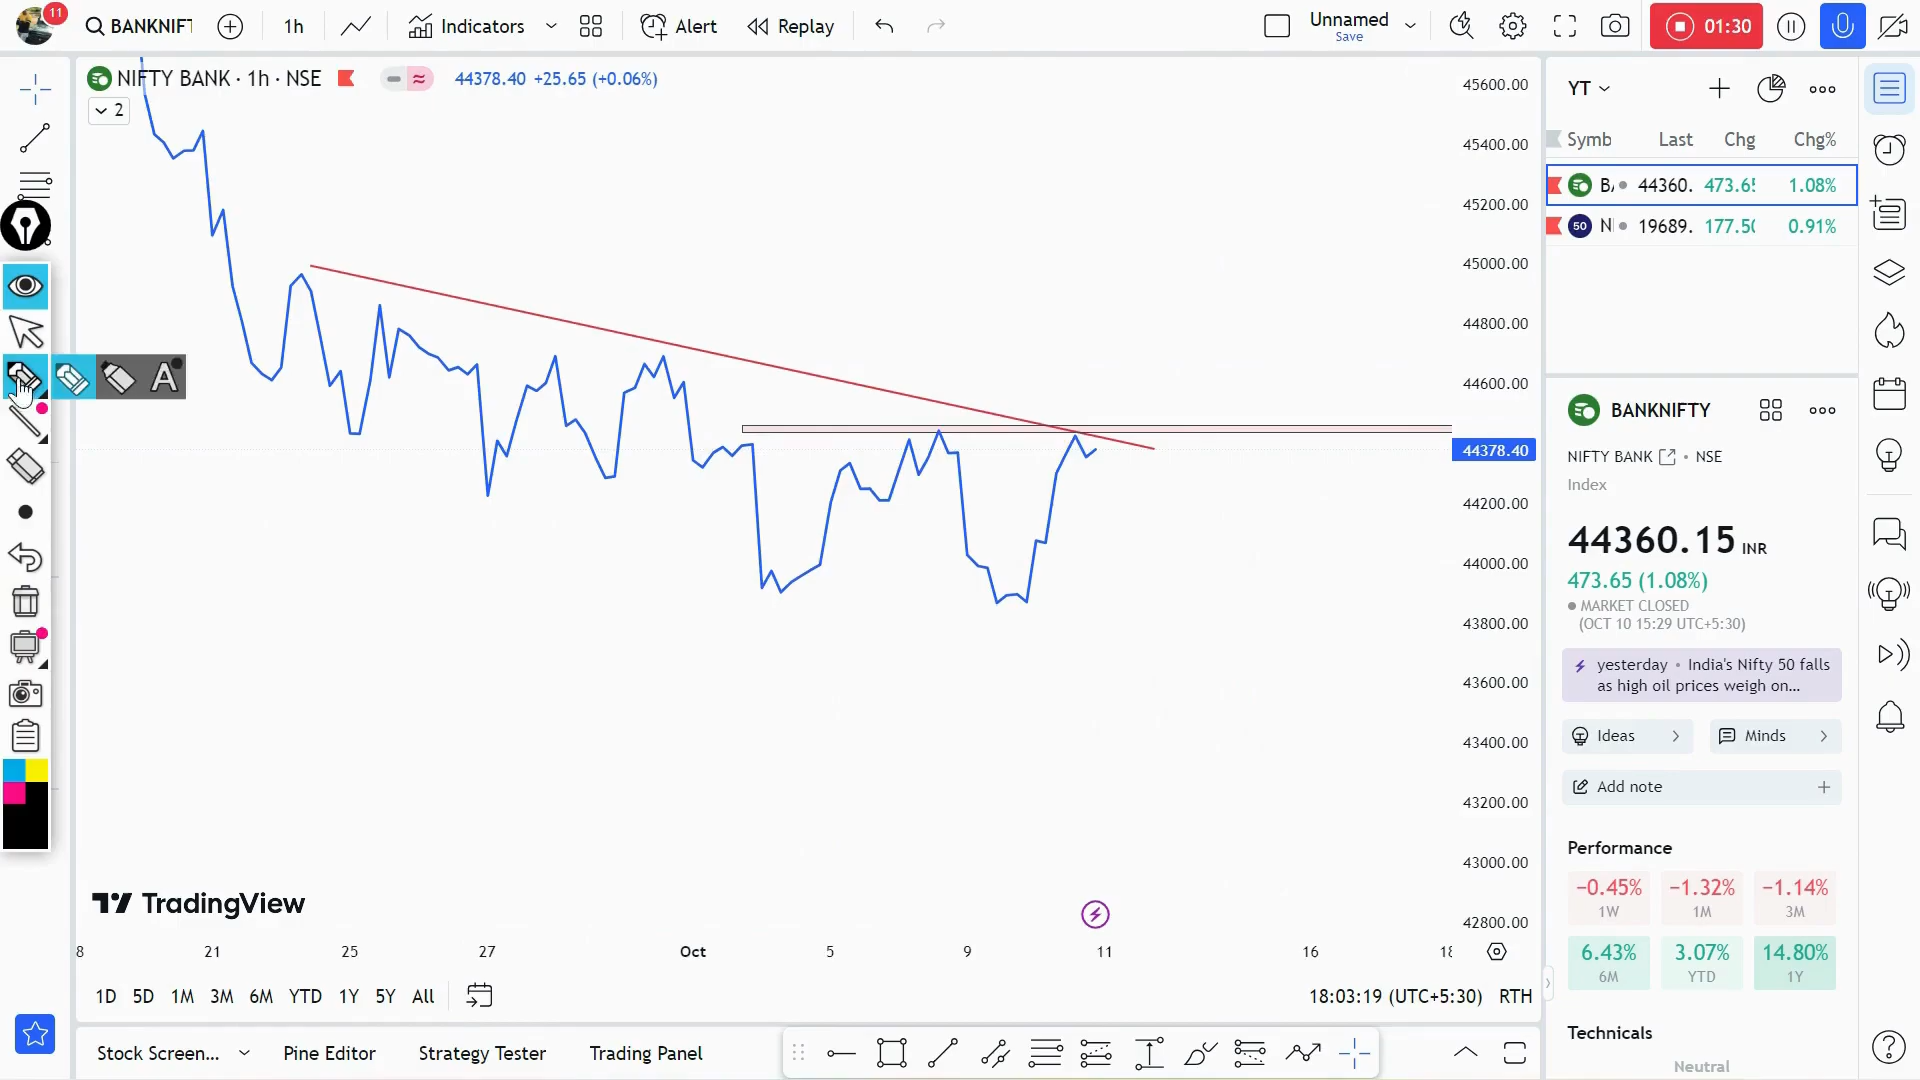 11
BANKNIF
1h
Indicators
Alert
Replay
Unnamed
Save
01:30
NIFTY BANK · 1h · NSE
44378.40 +25.65 (+0.06%)
2
45600.00
45400.00
45200.00
45000.00
44800.00
44600.00
44378.40
44200.00
44000.00
43800.00
43600.00
43400.00
43200.00
43000.00
42800.00
A
TradingView
8 21 25 27 Oct 5 9 11 16 18
1D 5D 1M 3M 6M YTD 1Y 5Y All
18:03:19 (UTC+5:30) RTH
Stock Screen... Pine Editor Strategy Tester Trading Panel
YT
Symb Last Chg Chg%
44360. 473.65 1.08%
50 N 19689. 177.50 0.91%
BANKNIFTY
NIFTY BANK • NSE
Index
44360.15 INR
473.65 (1.08%)
MARKET CLOSED
(OCT 10 15:29 UTC+5:30)
yesterday • India's Nifty 50 falls
as high oil prices weigh on...
Ideas
Minds
Add note
Performance
−0.45% −1.32% −1.14%
1W 1M 3M
6.43% 3.07% 14.80%
6M YTD 1Y
Technicals
Neutral